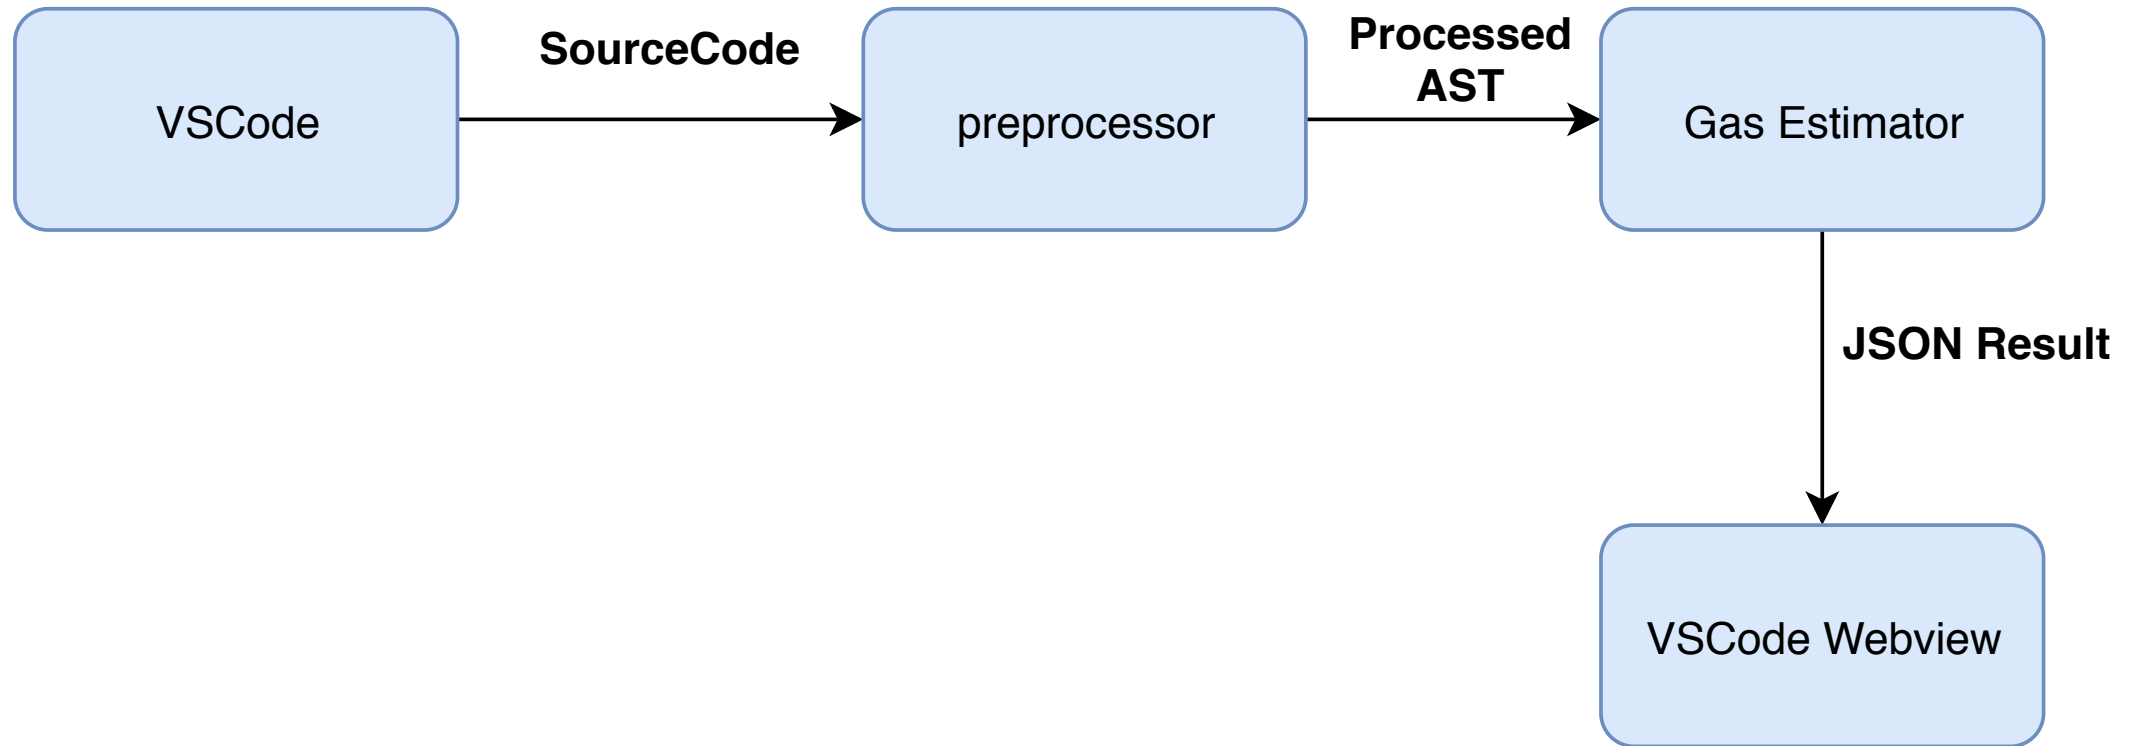 VSCode
SourceCode
preprocessor
Processed
AST
Gas Estimator
JSON Result
VSCode Webview